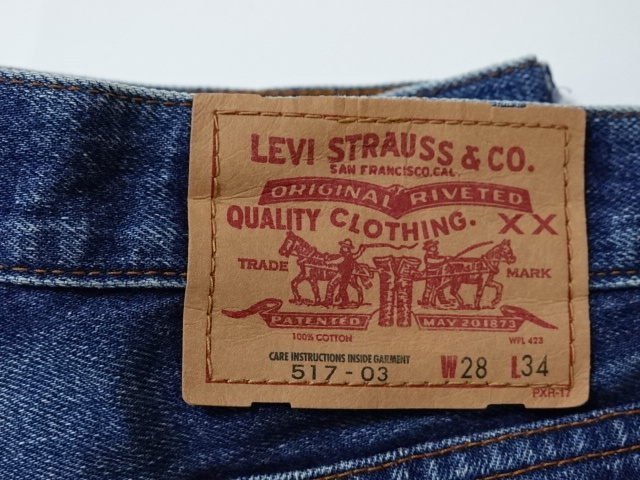 LEVI STRAUSS & CO.
SAN FRANCISCO, CAL.
ORIGINAL RIVETED
QUALITY CLOTHING. XX
TRADE MARK
PATENTED MAY 20 1873
100% COTTON WPL 423
CARE INSTRUCTIONS INSIDE GARMENT
517-03 W28 L34
PXH-17